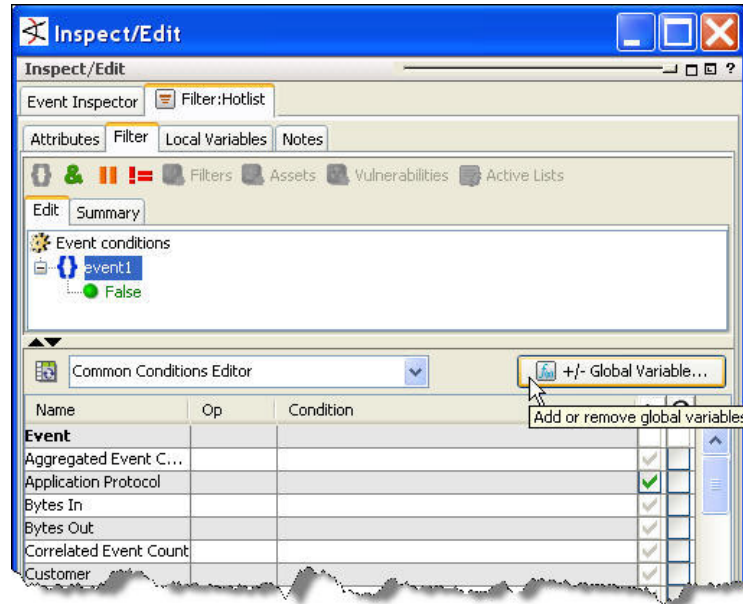 Inspect/Edit
Inspect/Edit ?
Event Inspector Filter:Hotlist
Attributes Filter Local Variables Notes
{} & || != Filters Assets Vulnerabilities Active Lists
Edit Summary
Event conditions
{} event1
False
Common Conditions Editor +/- Global Variable...
Add or remove global variables
Name Op Condition
Event
Aggregated Event C...
Application Protocol
Bytes In
Bytes Out
Correlated Event Count
Customer